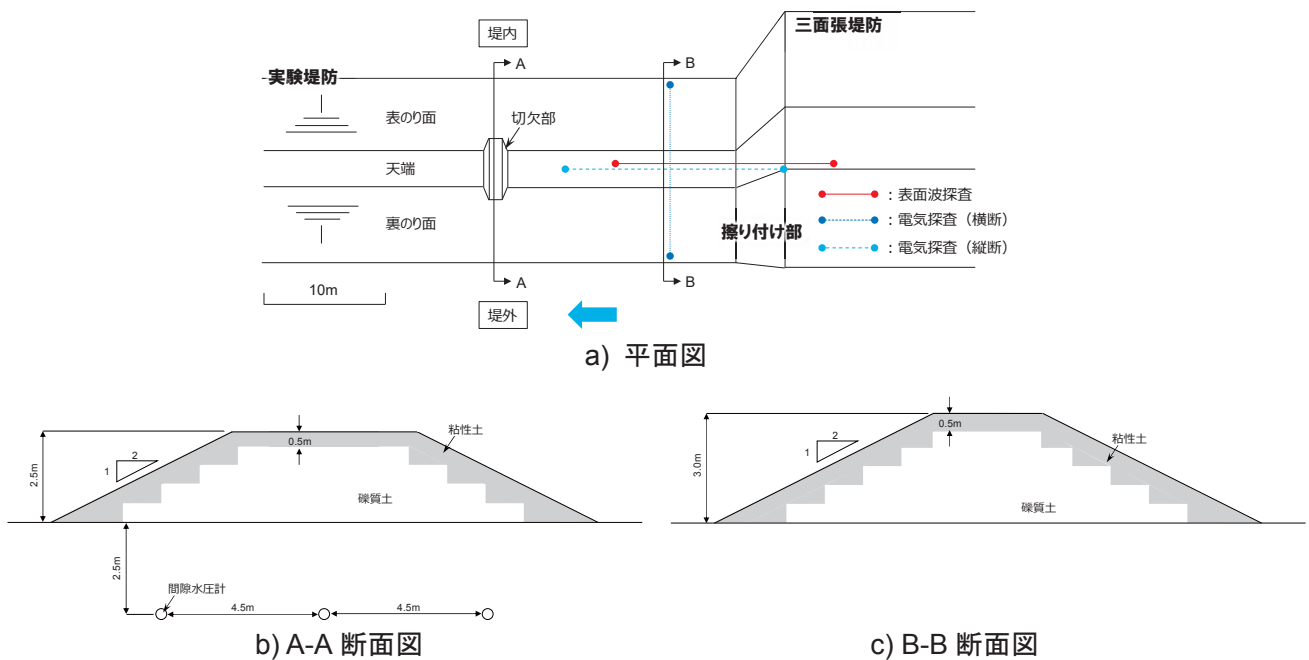 堤内
三面張堤防
A
B
実験堤防
表のり面
切欠部
天端
：表面波探査
裏のり面
：電気探査（横断）
擦り付け部
：電気探査（縦断）
A
B
10m
堤外
a) 平面図
2
1
2.5m
0.5m
粘性土
礫質土
2.5m
間隙水圧計
4.5m
4.5m
b) A-A 断面図
2
1
3.0m
0.5m
粘性土
礫質土
c) B-B 断面図